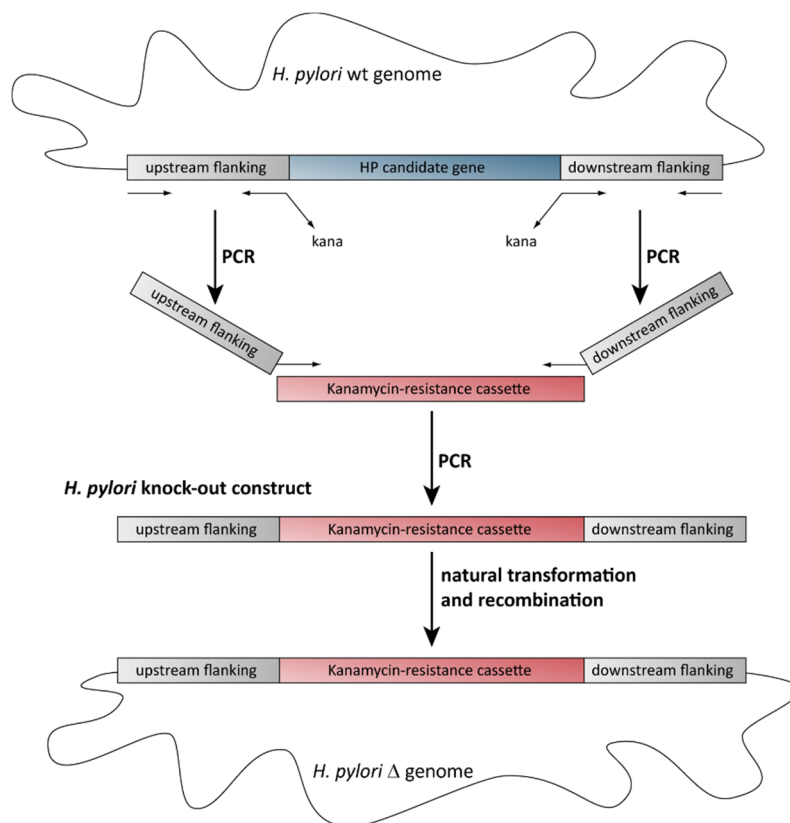 H. pylori wt genome
upstream flanking
HP candidate gene
downstream flanking
kana
kana
PCR
PCR
upstream flanking
downstream flanking
Kanamycin-resistance cassette
PCR
H. pylori knock-out construct
upstream flanking
Kanamycin-resistance cassette
downstream flanking
natural transformation
and recombination
upstream flanking
Kanamycin-resistance cassette
downstream flanking
H. pylori Δ genome